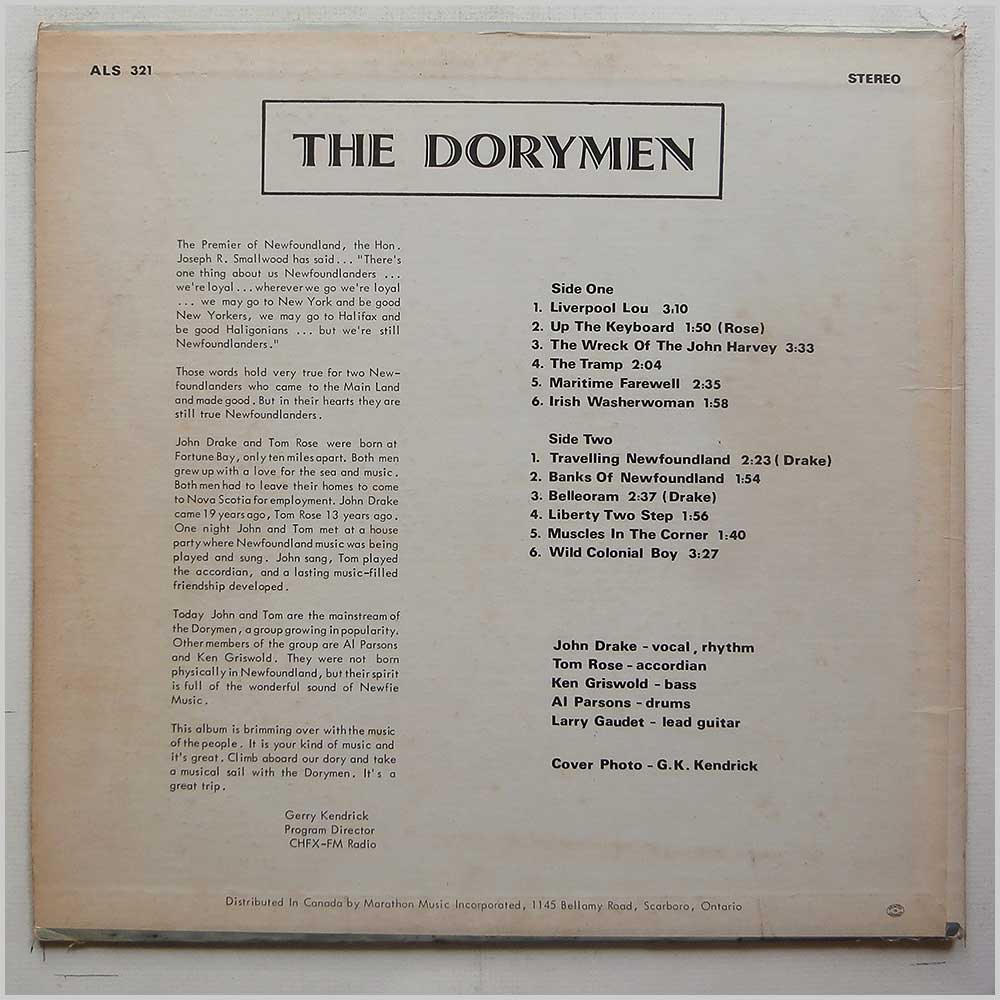 ALS 321
STEREO
THE DORYMEN
The Premier of Newfoundland, the Hon.
Joseph R. Smallwood has said... "There's
one thing about us Newfoundlanders ...
we're loyal... wherever we go we're loyal
... we may go to New York and be good
New Yorkers, we may go to Halifax and
be good Haligonians ... but we're still
Newfoundlanders."
Those words hold very true for two New-
foundlanders who came to the Main Land
and made good. But in their hearts they are
still true Newfoundlanders.
John Drake and Tom Rose were born at
Fortune Bay, only ten miles apart. Both men
grew up with a love for the sea and music.
Both men had to leave their homes to come
to Nova Scotia for employment. John Drake
came 19 years ago, Tom Rose 13 years ago.
One night John and Tom met at a house
party where Newfoundland music was being
played and sung. John sang, Tom played
the accordian, and a lasting music-filled
friendship developed.
Today John and Tom are the mainstream of
the Dorymen, a group growing in popularity.
Other members of the group are Al Parsons
and Ken Griswold. They were not born
physically in Newfoundland, but their spirit
is full of the wonderful sound of Newfie
Music.
This album is brimming over with the music
of the people. It is your kind of music and
it's great. Climb aboard our dory and take
a musical sail with the Dorymen. It's a
great trip.
Gerry Kendrick
Program Director
CHFX-FM Radio
Side One
1. Liverpool Lou 3:10
2. Up The Keyboard 1:50 (Rose)
3. The Wreck Of The John Harvey 3:33
4. The Tramp 2:04
5. Maritime Farewell 2:35
6. Irish Washerwoman 1:58
Side Two
1. Travelling Newfoundland 2:23 (Drake)
2. Banks Of Newfoundland 1:54
3. Belleoram 2:37 (Drake)
4. Liberty Two Step 1:56
5. Muscles In The Corner 1:40
6. Wild Colonial Boy 3:27
John Drake - vocal, rhythm
Tom Rose - accordian
Ken Griswold - bass
Al Parsons - drums
Larry Gaudet - lead guitar
Cover Photo - G.K. Kendrick
Distributed In Canada by Marathon Music Incorporated, 1145 Bellamy Road, Scarboro, Ontario